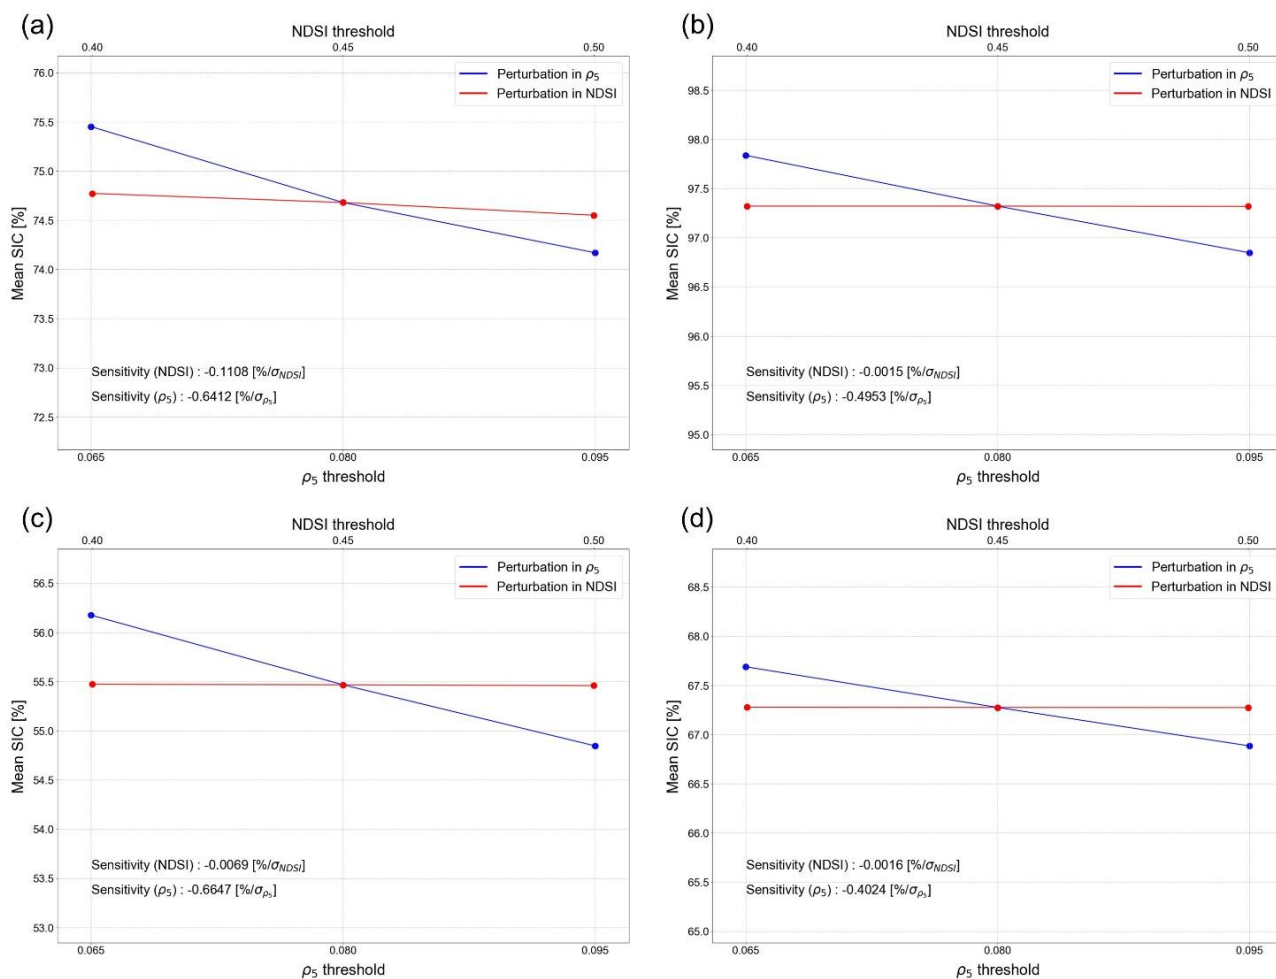 (a)
NDSI threshold
0.40 0.45 0.50
76.0
75.5
75.0
74.5
74.0
73.5
73.0
72.5
Mean SIC [%]
Perturbation in ρ5
Perturbation in NDSI
Sensitivity (NDSI) : -0.1108 [%/σNDSI]
Sensitivity (ρ5) : -0.6412 [%/σρ5]
0.065 0.080 0.095
ρ5 threshold
(b)
NDSI threshold
0.40 0.45 0.50
98.5
98.0
97.5
97.0
96.5
96.0
95.5
95.0
Mean SIC [%]
Perturbation in ρ5
Perturbation in NDSI
Sensitivity (NDSI) : -0.0015 [%/σNDSI]
Sensitivity (ρ5) : -0.4953 [%/σρ5]
0.065 0.080 0.095
ρ5 threshold
(c)
NDSI threshold
0.40 0.45 0.50
56.5
56.0
55.5
55.0
54.5
54.0
53.5
53.0
Mean SIC [%]
Perturbation in ρ5
Perturbation in NDSI
Sensitivity (NDSI) : -0.0069 [%/σNDSI]
Sensitivity (ρ5) : -0.6647 [%/σρ5]
0.065 0.080 0.095
ρ5 threshold
(d)
NDSI threshold
0.40 0.45 0.50
68.5
68.0
67.5
67.0
66.5
66.0
65.5
65.0
Mean SIC [%]
Perturbation in ρ5
Perturbation in NDSI
Sensitivity (NDSI) : -0.0016 [%/σNDSI]
Sensitivity (ρ5) : -0.4024 [%/σρ5]
0.065 0.080 0.095
ρ5 threshold